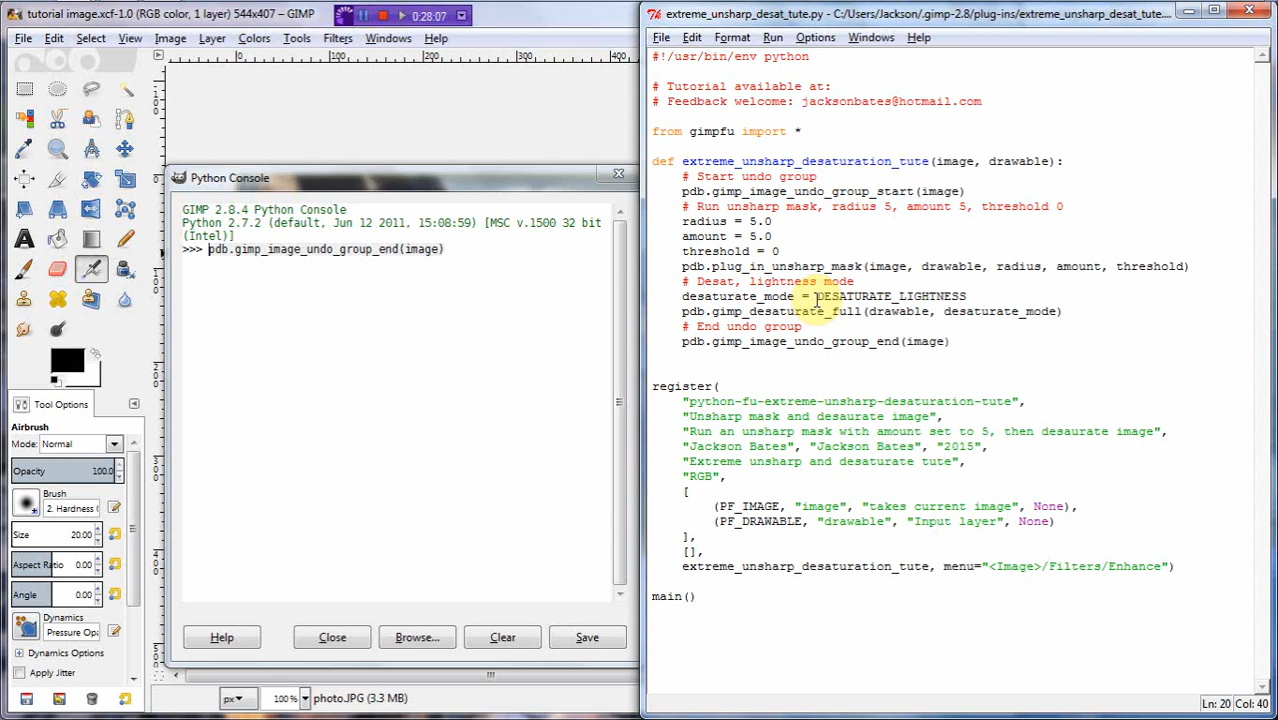 tutorial image.xcf-1.0 (RGB color, 1 layer) 544x407 – GIMP
00:28:07
File Edit Select View Image Layer Colors Tools Filters Windows Help
0 100 200 300 400
Python Console
GIMP 2.8.4 Python Console
Python 2.7.2 (default, Jun 12 2011, 15:08:59) [MSC v.1500 32 bit
(Intel)]
>>> pdb.gimp_image_undo_group_end(image)
Help Close Browse... Clear Save
Tool Options
Airbrush
Mode: Normal
Opacity 100.0
Brush
2. Hardness
Size 20.00
Aspect Ratio 0.00
Angle 0.00
Dynamics
Pressure Opa
Dynamics Options
Apply Jitter
px 100 % photo.JPG (3.3 MB)
extreme_unsharp_desat_tute.py - C:/Users/Jackson/.gimp-2.8/plug-ins/extreme_unsharp_desat_tute....
File Edit Format Run Options Windows Help
#!/usr/bin/env python
# Tutorial available at:
# Feedback welcome: jacksonbates@hotmail.com
from gimpfu import *
def extreme_unsharp_desaturation_tute(image, drawable):
# Start undo group
pdb.gimp_image_undo_group_start(image)
# Run unsharp mask, radius 5, amount 5, threshold 0
radius = 5.0
amount = 5.0
threshold = 0
pdb.plug_in_unsharp_mask(image, drawable, radius, amount, threshold)
# Desat, lightness mode
desaturate_mode = DESATURATE_LIGHTNESS
pdb.gimp_desaturate_full(drawable, desaturate_mode)
# End undo group
pdb.gimp_image_undo_group_end(image)
register(
"python-fu-extreme-unsharp-desaturation-tute",
"Unsharp mask and desaurate image",
"Run an unsharp mask with amount set to 5, then desaurate image",
"Jackson Bates", "Jackson Bates", "2015",
"Extreme unsharp and desaturate tute",
"RGB",
[
(PF_IMAGE, "image", "takes current image", None),
(PF_DRAWABLE, "drawable", "Input layer", None)
],
[],
extreme_unsharp_desaturation_tute, menu="<Image>/Filters/Enhance")
main()
Ln: 20 Col: 40